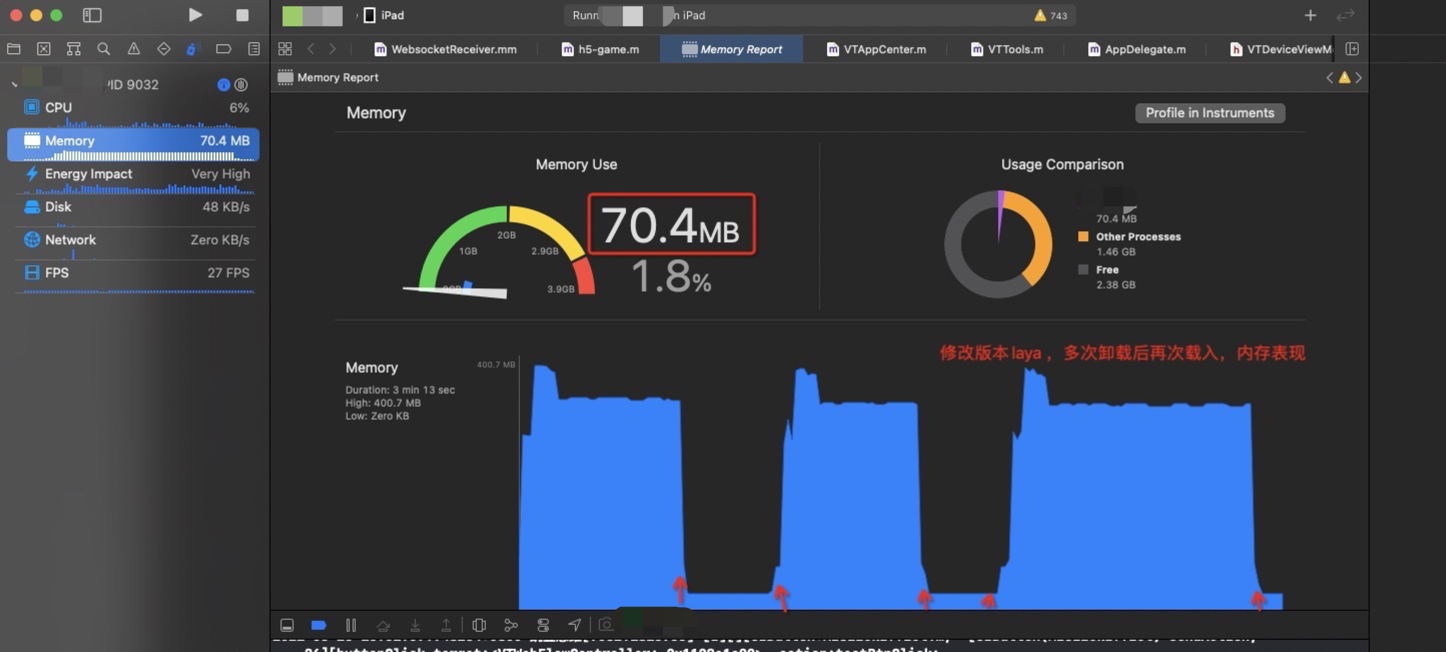 iPad
Runn
n iPad
743
WebsocketReceiver.mm
h5-game.m
Memory Report
VTAppCenter.m
VTTools.m
AppDelegate.m
VTDeviceViewM
PID 9032
Memory Report
CPU 6%
Memory 70.4 MB
Energy Impact Very High
Disk 48 KB/s
Network Zero KB/s
FPS 27 FPS
Memory
Profile in Instruments
Memory Use
Usage Comparison
70.4MB
1.8%
0GB
1GB
2GB
2.9GB
3.9GB
70.4 MB
Other Processes
1.46 GB
Free
2.38 GB
修改版本laya ，多次卸载后再次载入，内存表现
Memory
400.7 MB
Duration: 3 min 13 sec
High: 400.7 MB
Low: Zero KB